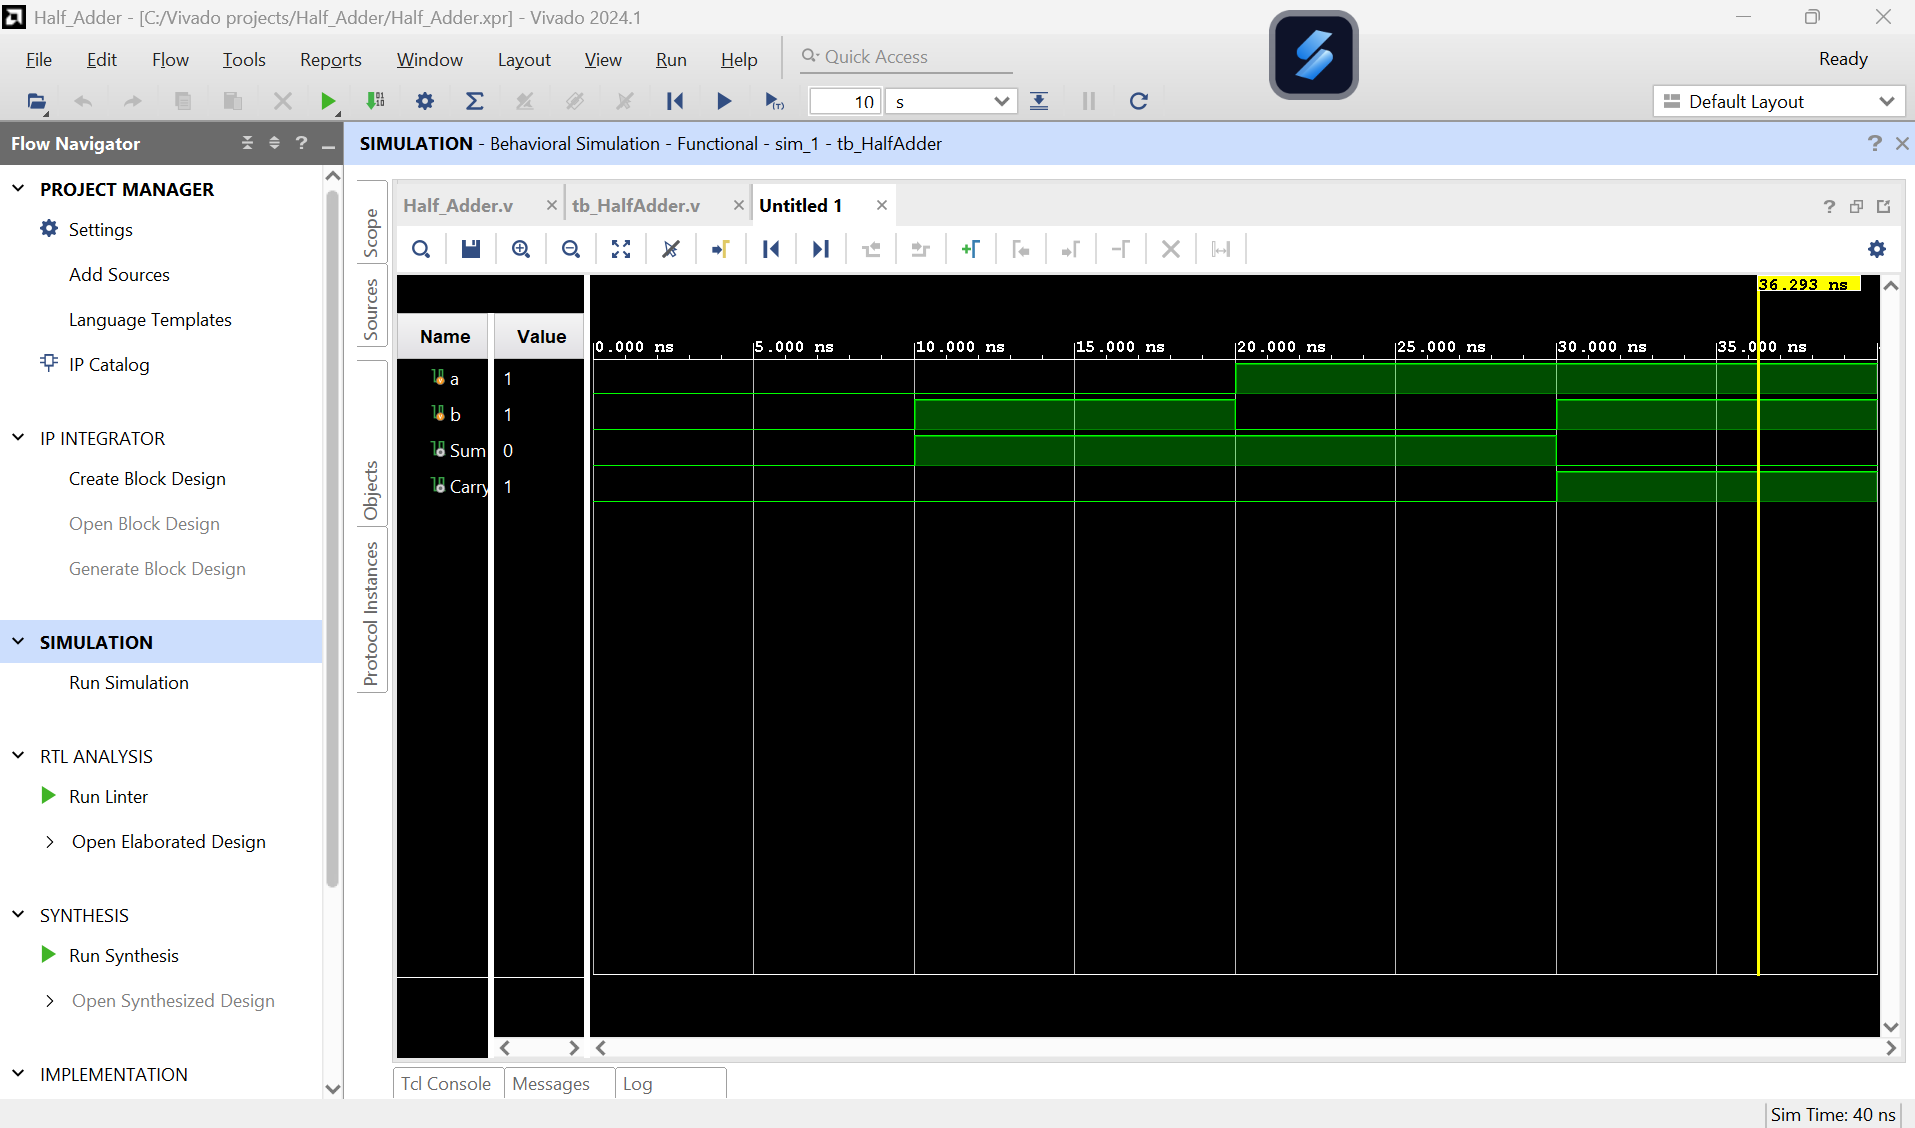 Half_Adder - [C:/Vivado projects/Half_Adder/Half_Adder.xpr] - Vivado 2024.1
File Edit Flow Tools Reports Window Layout View Run Help Quick Access Ready
10 s Default Layout
Flow Navigator
SIMULATION - Behavioral Simulation - Functional - sim_1 - tb_HalfAdder
PROJECT MANAGER
Settings
Add Sources
Language Templates
IP Catalog
IP INTEGRATOR
Create Block Design
Open Block Design
Generate Block Design
SIMULATION
Run Simulation
RTL ANALYSIS
Run Linter
Open Elaborated Design
SYNTHESIS
Run Synthesis
Open Synthesized Design
IMPLEMENTATION
Scope
Sources
Objects
Protocol Instances
Half_Adder.v tb_HalfAdder.v Untitled 1
36.293 ns
Name Value
0.000 ns 5.000 ns 10.000 ns 15.000 ns 20.000 ns 25.000 ns 30.000 ns 35.000 ns
a 1
b 1
Sum 0
Carry 1
Tcl Console Messages Log
Sim Time: 40 ns